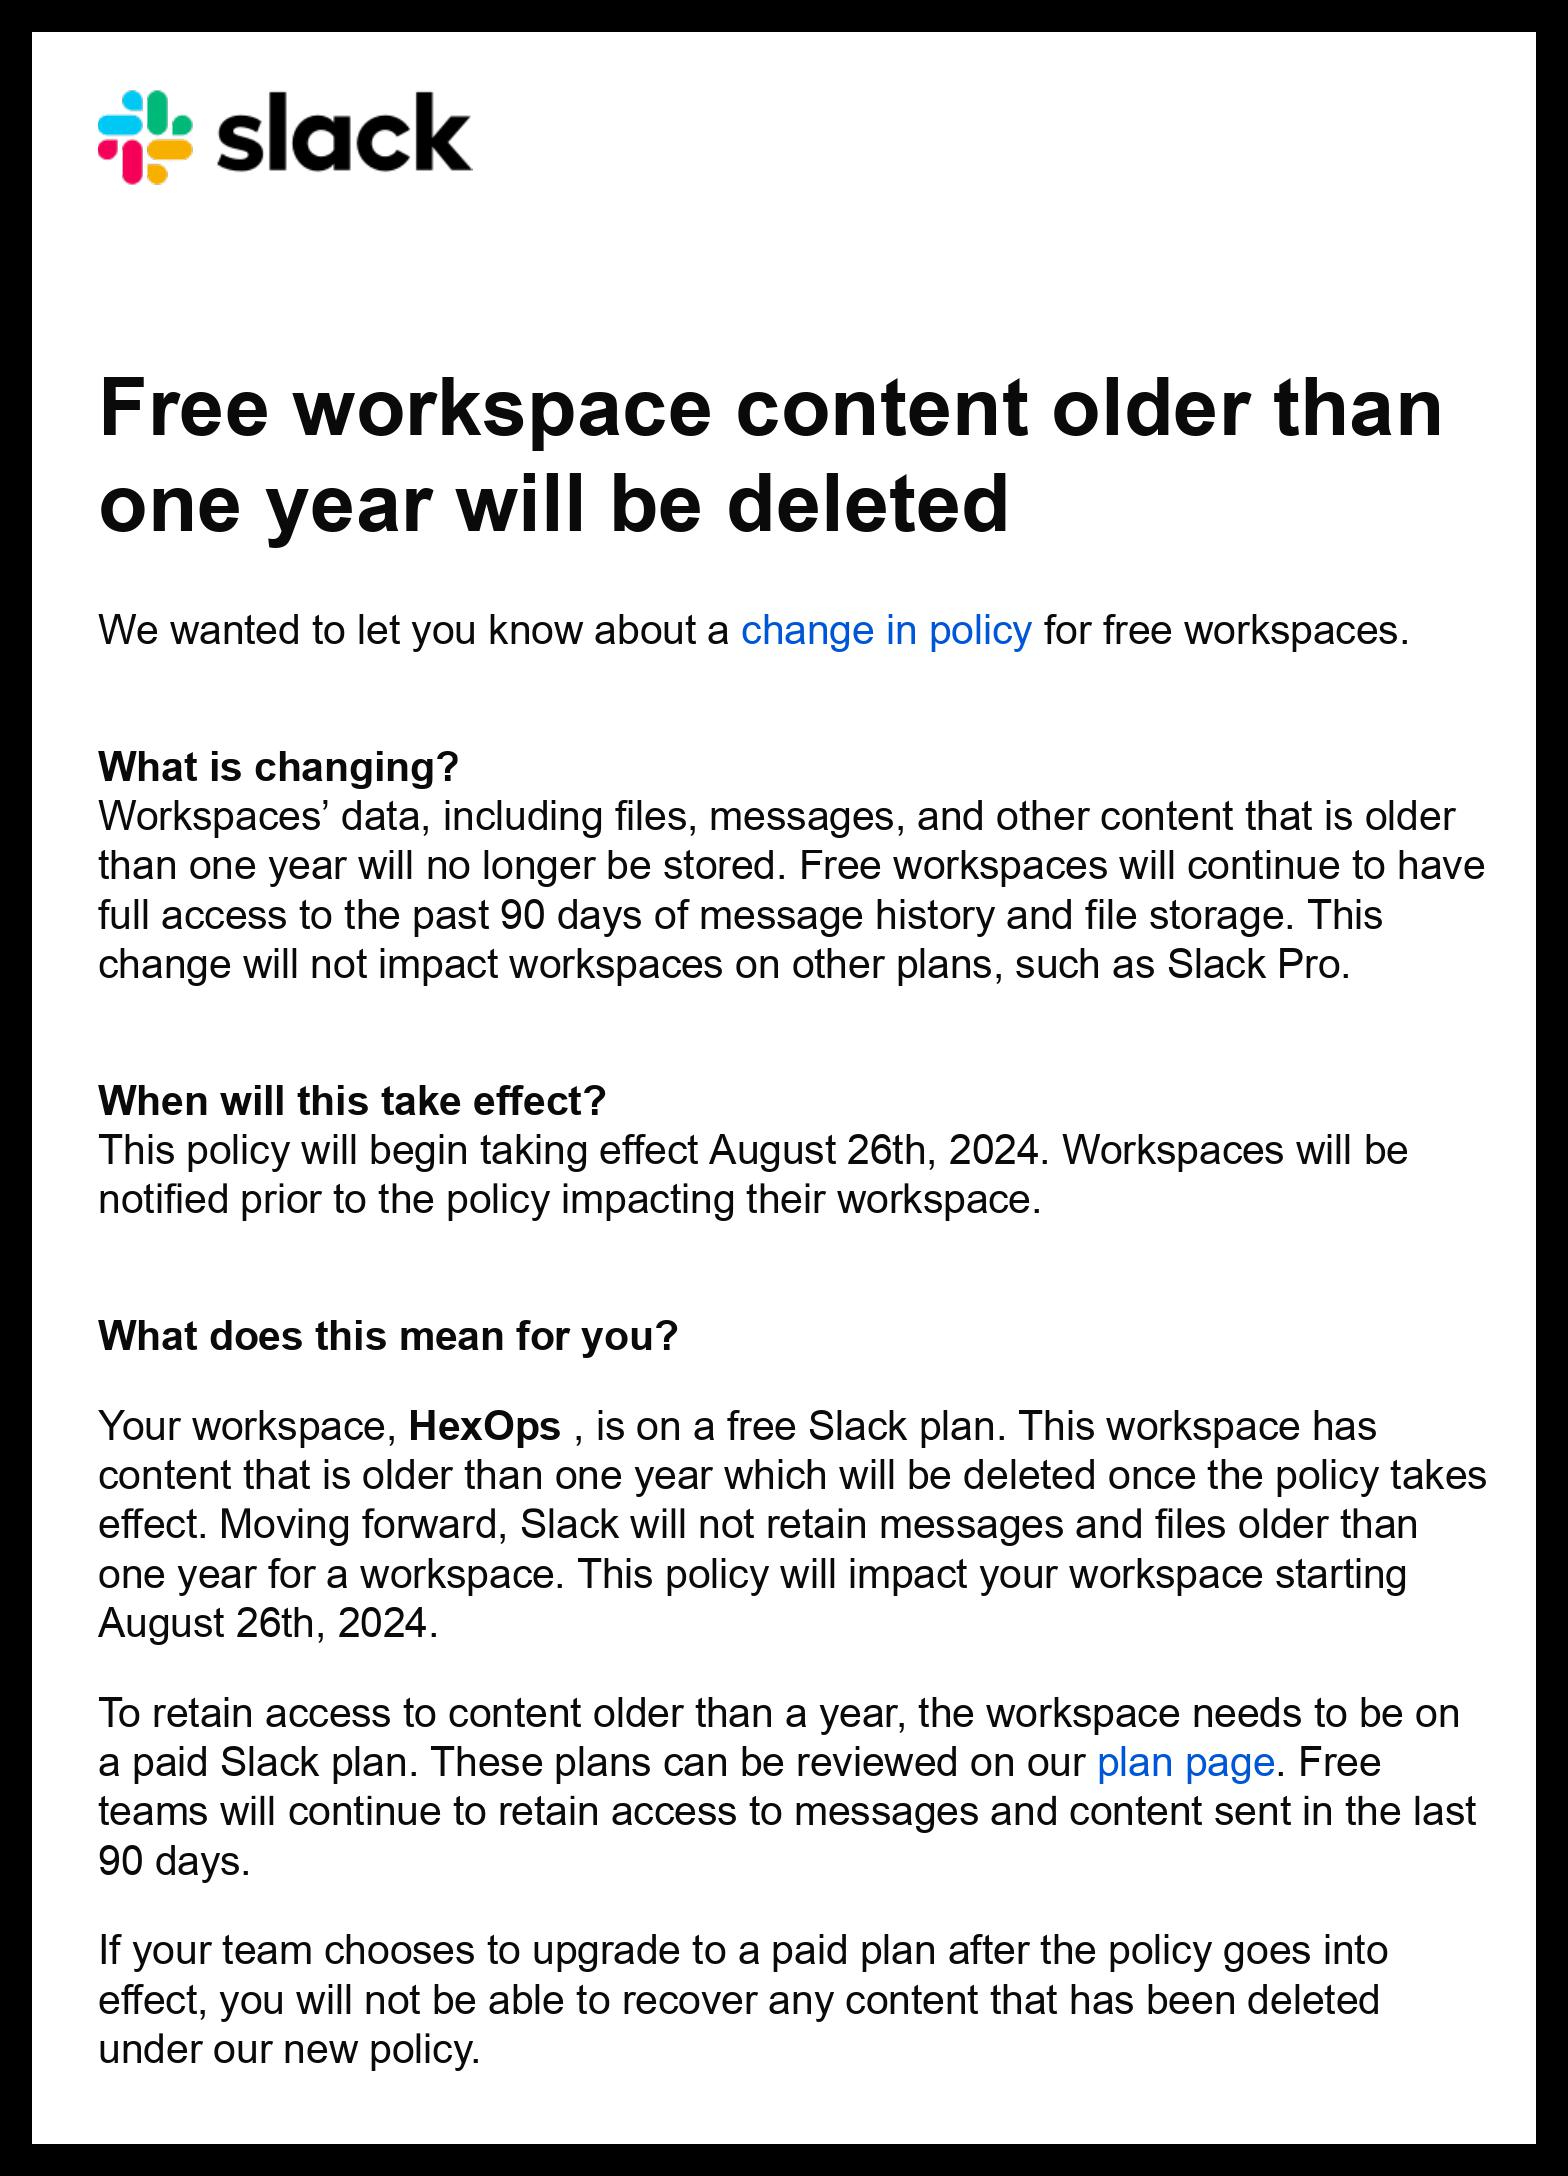 slack
Free workspace content older than
one year will be deleted
We wanted to let you know about a change in policy for free workspaces.
What is changing?
Workspaces’ data, including files, messages, and other content that is older
than one year will no longer be stored. Free workspaces will continue to have
full access to the past 90 days of message history and file storage. This
change will not impact workspaces on other plans, such as Slack Pro.
When will this take effect?
This policy will begin taking effect August 26th, 2024. Workspaces will be
notified prior to the policy impacting their workspace.
What does this mean for you?
Your workspace, HexOps , is on a free Slack plan. This workspace has
content that is older than one year which will be deleted once the policy takes
effect. Moving forward, Slack will not retain messages and files older than
one year for a workspace. This policy will impact your workspace starting
August 26th, 2024.
To retain access to content older than a year, the workspace needs to be on
a paid Slack plan. These plans can be reviewed on our plan page. Free
teams will continue to retain access to messages and content sent in the last
90 days.
If your team chooses to upgrade to a paid plan after the policy goes into
effect, you will not be able to recover any content that has been deleted
under our new policy.